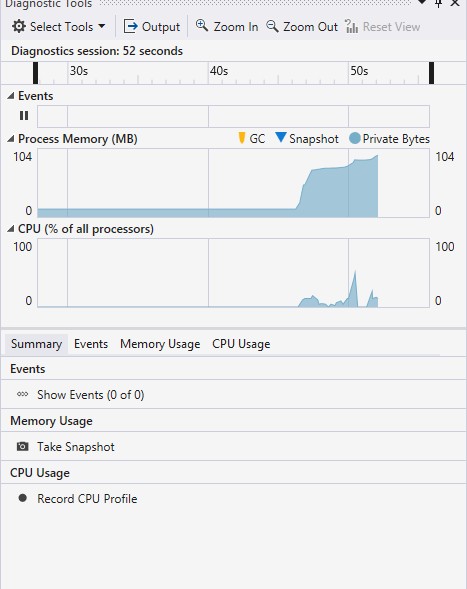 Diagnostic Tools
Select Tools Output Zoom In Zoom Out Reset View
Diagnostics session: 52 seconds
30s 40s 50s
Events
Process Memory (MB) GC Snapshot Private Bytes
104 104
0 0
CPU (% of all processors)
100 100
0 0
Summary Events Memory Usage CPU Usage
Events
Show Events (0 of 0)
Memory Usage
Take Snapshot
CPU Usage
Record CPU Profile